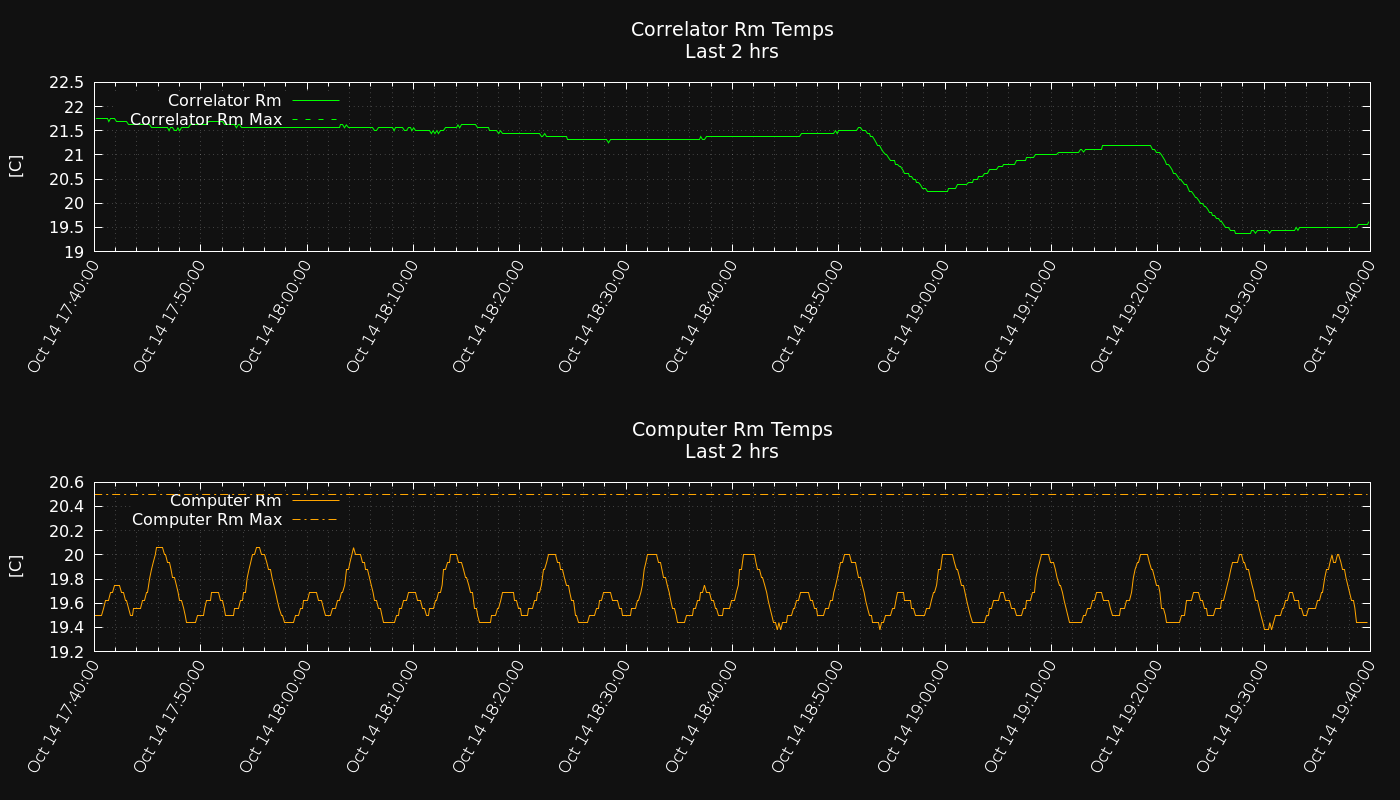 Correlator Rm Temps
Last 2 hrs
22.5
22
21.5
21
20.5
20
19.5
19
[C]
Correlator Rm
Correlator Rm Max
Oct 14 17:40:00
Oct 14 17:50:00
Oct 14 18:00:00
Oct 14 18:10:00
Oct 14 18:20:00
Oct 14 18:30:00
Oct 14 18:40:00
Oct 14 18:50:00
Oct 14 19:00:00
Oct 14 19:10:00
Oct 14 19:20:00
Oct 14 19:30:00
Oct 14 19:40:00
Computer Rm Temps
Last 2 hrs
20.6
20.4
20.2
20
19.8
19.6
19.4
19.2
[C]
Computer Rm
Computer Rm Max
Oct 14 17:40:00
Oct 14 17:50:00
Oct 14 18:00:00
Oct 14 18:10:00
Oct 14 18:20:00
Oct 14 18:30:00
Oct 14 18:40:00
Oct 14 18:50:00
Oct 14 19:00:00
Oct 14 19:10:00
Oct 14 19:20:00
Oct 14 19:30:00
Oct 14 19:40:00